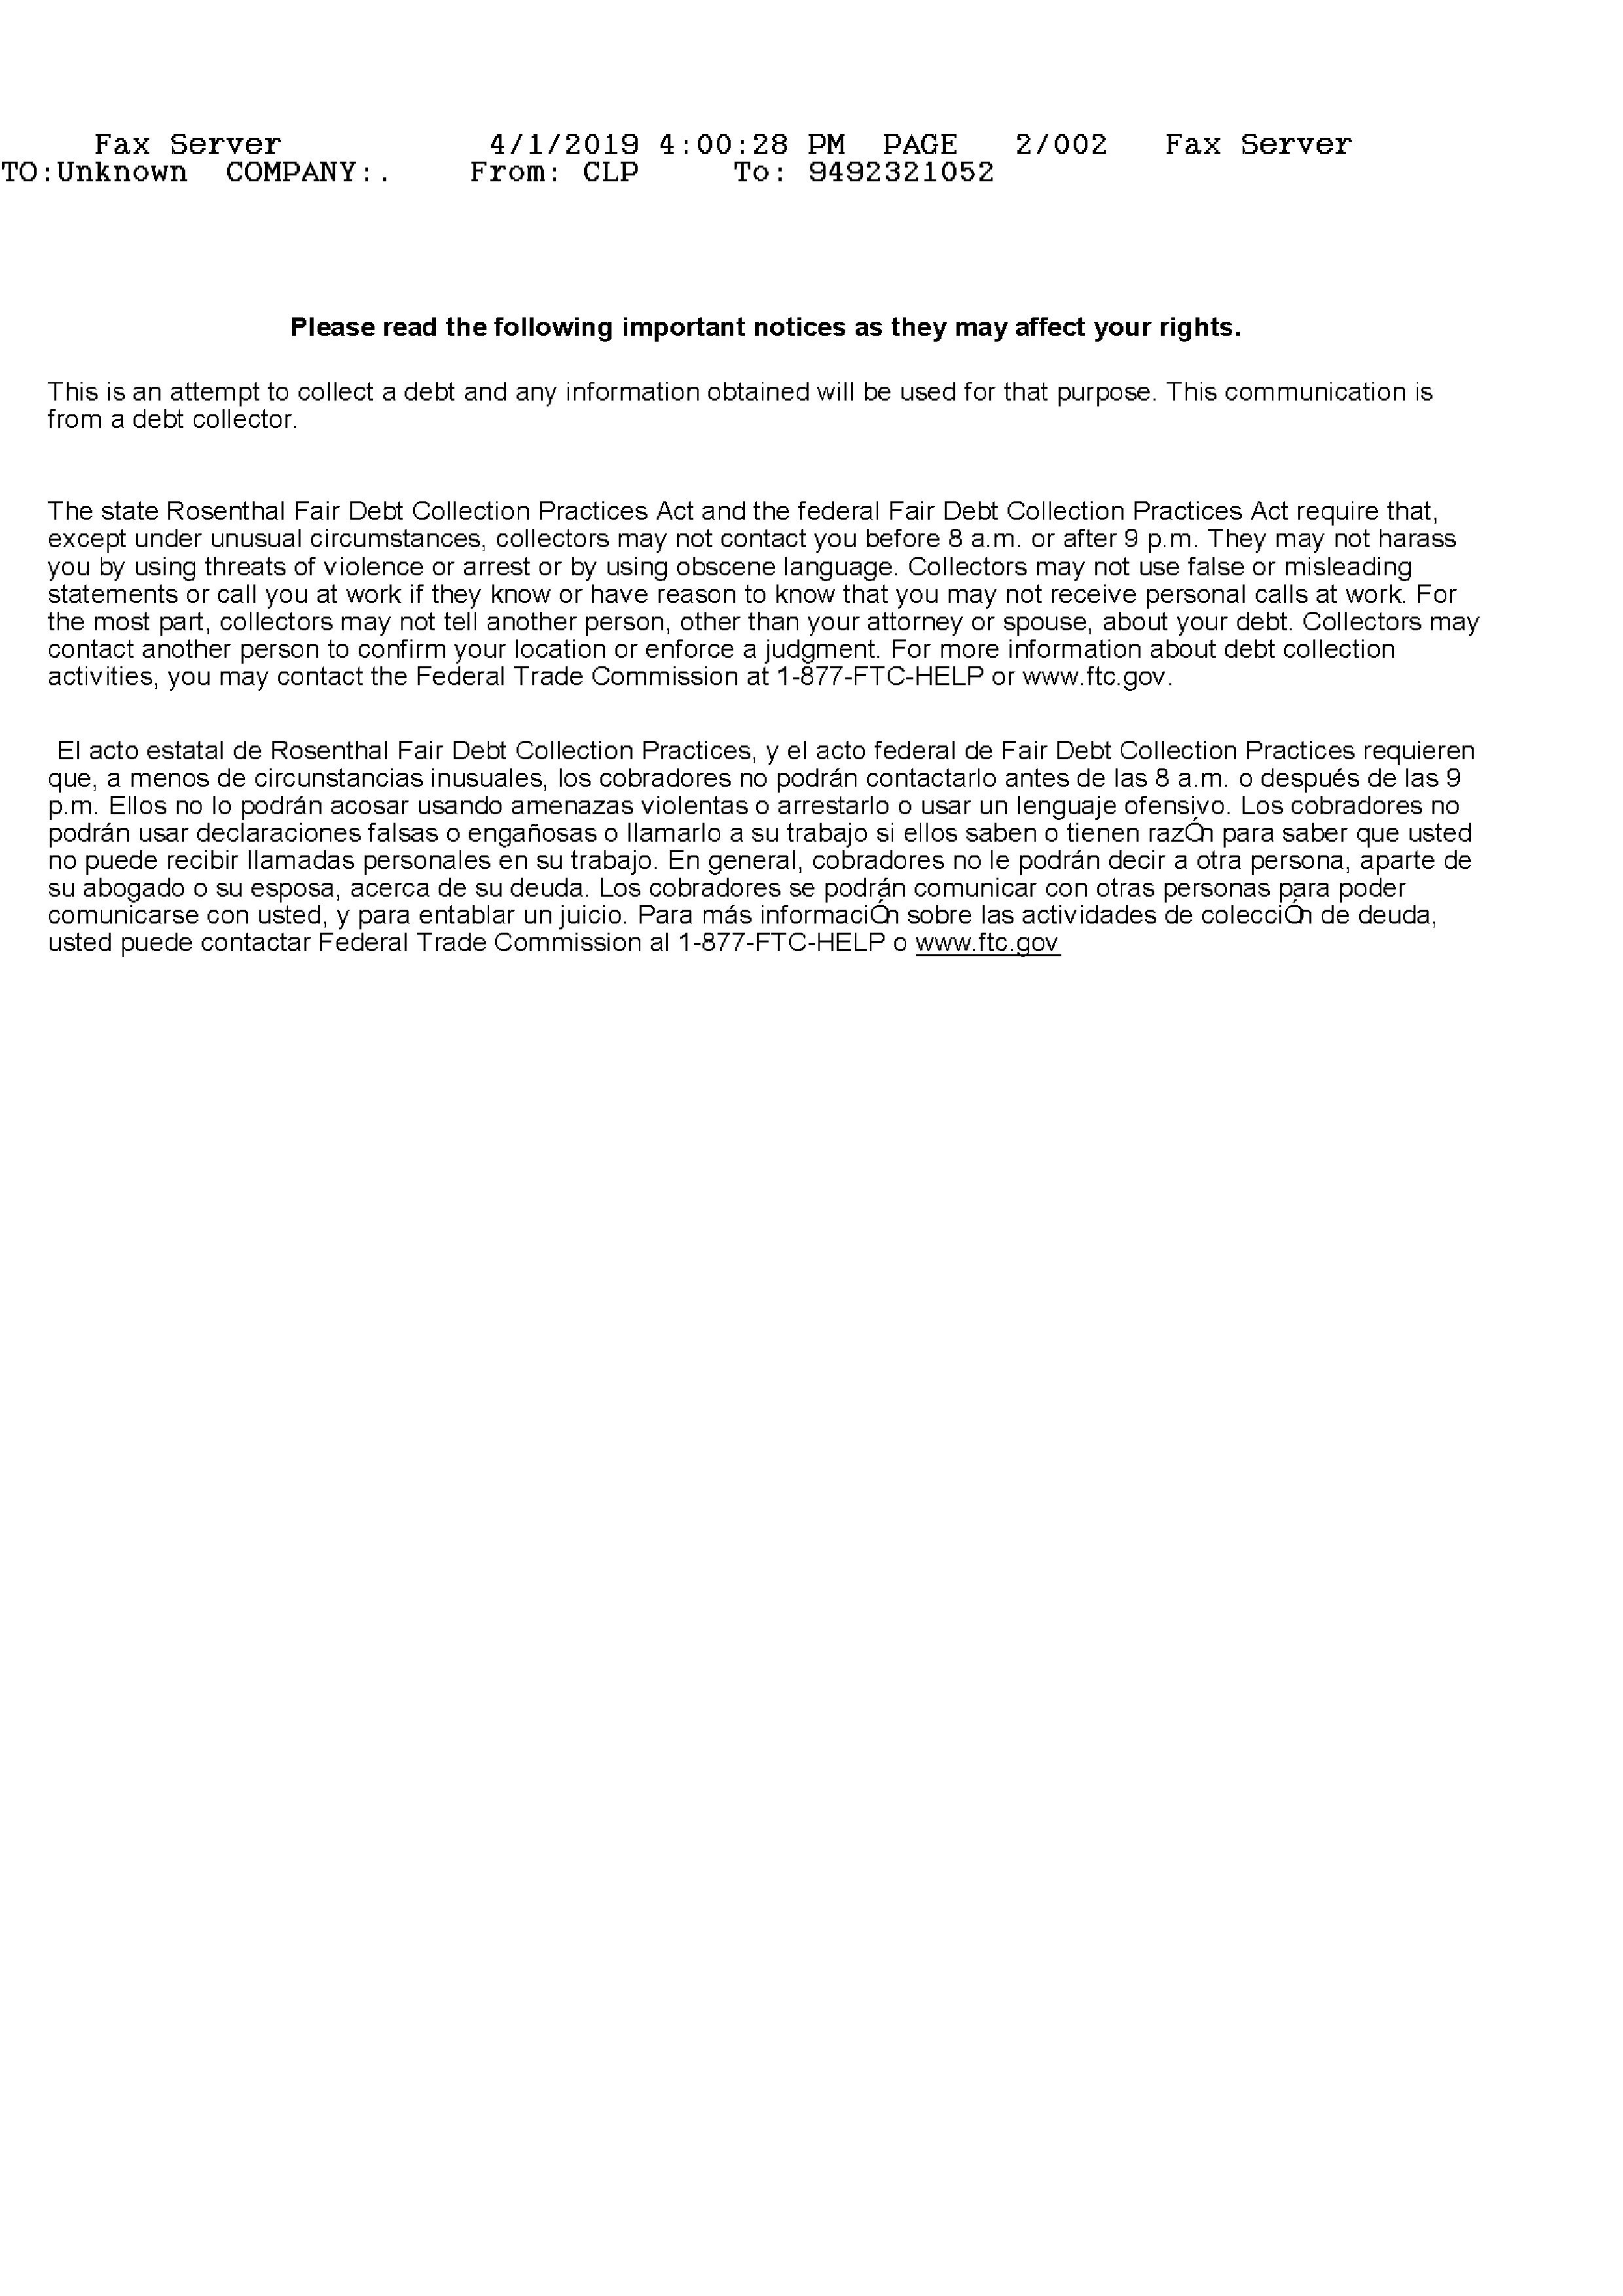 Fax Server 4/1/2019 4:00:28 PM PAGE 2/002 Fax Server
TO:Unknown COMPANY:. From: CLP To: 9492321052
Please read the following important notices as they may affect your rights.
This is an attempt to collect a debt and any information obtained will be used for that purpose. This communication is
from a debt collector.
The state Rosenthal Fair Debt Collection Practices Act and the federal Fair Debt Collection Practices Act require that,
except under unusual circumstances, collectors may not contact you before 8 a.m. or after 9 p.m. They may not harass
you by using threats of violence or arrest or by using obscene language. Collectors may not use false or misleading
statements or call you at work if they know or have reason to know that you may not receive personal calls at work. For
the most part, collectors may not tell another person, other than your attorney or spouse, about your debt. Collectors may
contact another person to confirm your location or enforce a judgment. For more information about debt collection
activities, you may contact the Federal Trade Commission at 1-877-FTC-HELP or www.ftc.gov.
El acto estatal de Rosenthal Fair Debt Collection Practices, y el acto federal de Fair Debt Collection Practices requieren
que, a menos de circunstancias inusuales, los cobradores no podrán contactarlo antes de las 8 a.m. o después de las 9
p.m. Ellos no lo podrán acosar usando amenazas violentas o arrestarlo o usar un lenguaje ofensivo. Los cobradores no
podrán usar declaraciones falsas o engañosas o llamarlo a su trabajo si ellos saben o tienen razÓn para saber que usted
no puede recibir llamadas personales en su trabajo. En general, cobradores no le podrán decir a otra persona, aparte de
su abogado o su esposa, acerca de su deuda. Los cobradores se podrán comunicar con otras personas para poder
comunicarse con usted, y para entablar un juicio. Para más informaciÓn sobre las actividades de colecciÓn de deuda,
usted puede contactar Federal Trade Commission al 1-877-FTC-HELP o www.ftc.gov